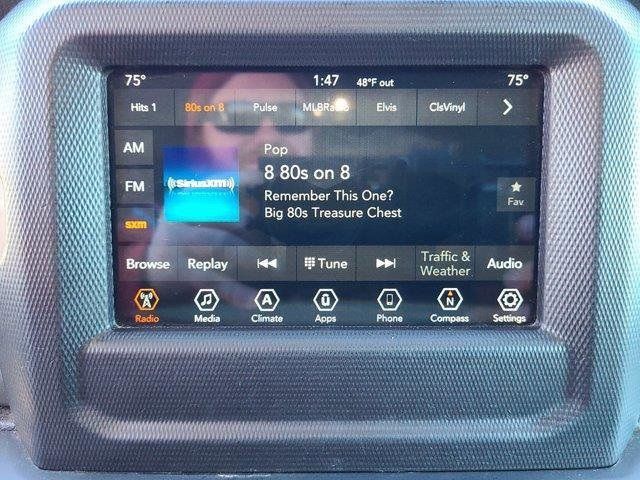 75° 1:47 48°F out 75°
Hits 1 80s on 8 Pulse MLBRadio Elvis ClsVinyl
AM
FM
sxm
((SiriusXM))
Pop
8 80s on 8
Remember This One?
Big 80s Treasure Chest
Fav
Browse Replay Tune Traffic & Weather Audio
Radio Media Climate Apps Phone Compass Settings
A
ū
N